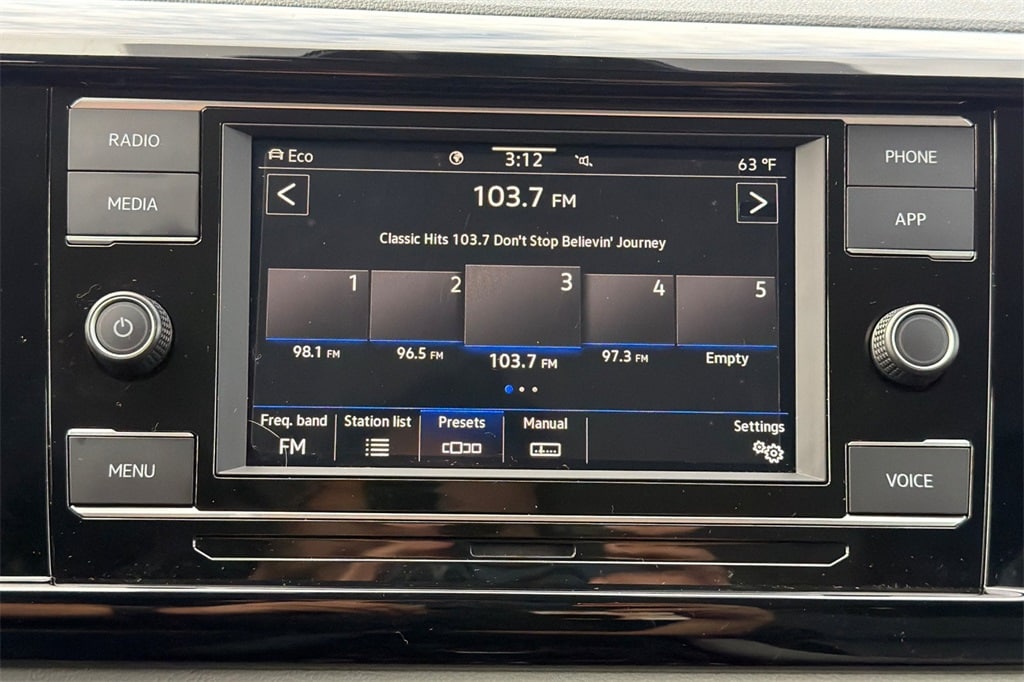 RADIO
MEDIA
MENU
Eco 3:12 63 °F
<
103.7 FM
>
Classic Hits 103.7 Don't Stop Believin' Journey
1 2 3 4 5
98.1 FM 96.5 FM 103.7 FM 97.3 FM Empty
Freq. band Station list Presets Manual Settings
FM
PHONE
APP
VOICE